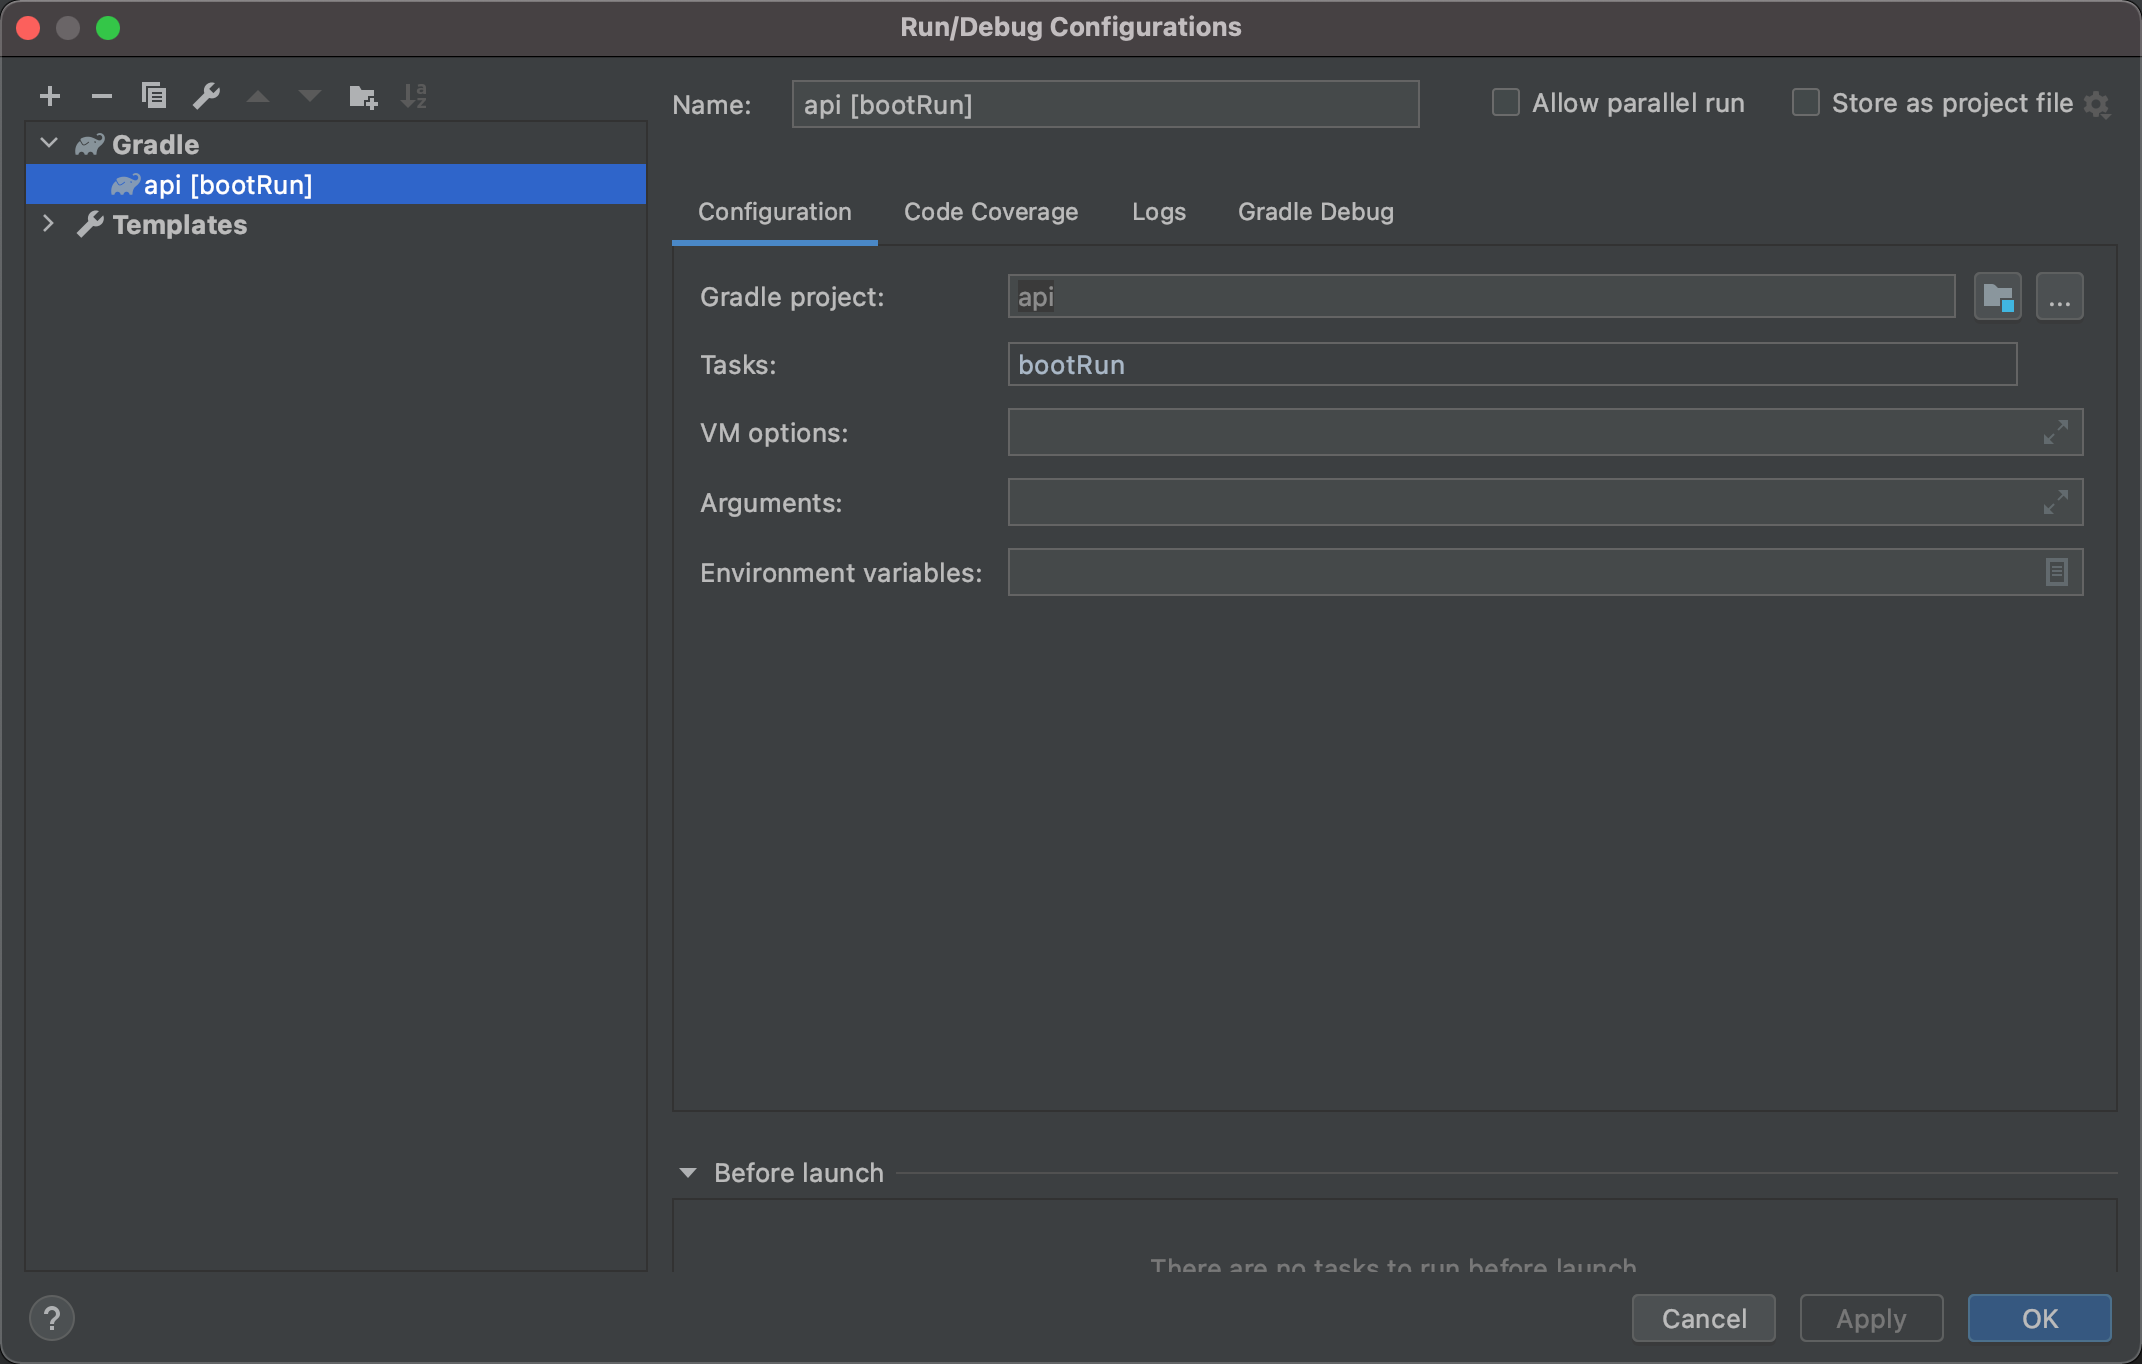 Run/Debug Configurations
Gradle
api [bootRun]
Templates
Name: api [bootRun]
Allow parallel run
Store as project file
Configuration
Code Coverage
Logs
Gradle Debug
Gradle project: api
...
Tasks: bootRun
VM options:
Arguments:
Environment variables:
Before launch
There are no tasks to run before launch
?
Cancel
Apply
OK